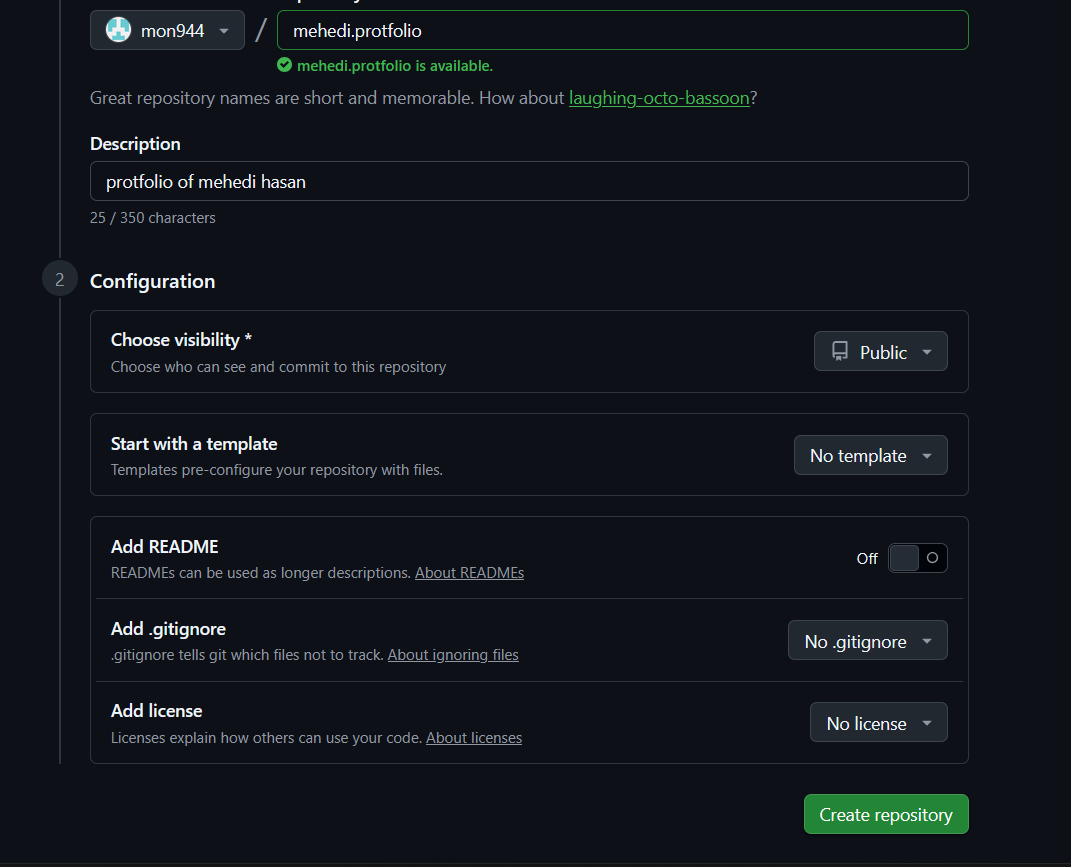 mon944 / mehedi.protfolio
mehedi.protfolio is available.
Great repository names are short and memorable. How about laughing-octo-bassoon?
Description
protfolio of mehedi hasan
25 / 350 characters
2 Configuration
Choose visibility *
Choose who can see and commit to this repository
Public
Start with a template
Templates pre-configure your repository with files.
No template
Add README
READMEs can be used as longer descriptions. About READMEs
Off
Add .gitignore
.gitignore tells git which files not to track. About ignoring files
No .gitignore
Add license
Licenses explain how others can use your code. About licenses
No license
Create repository